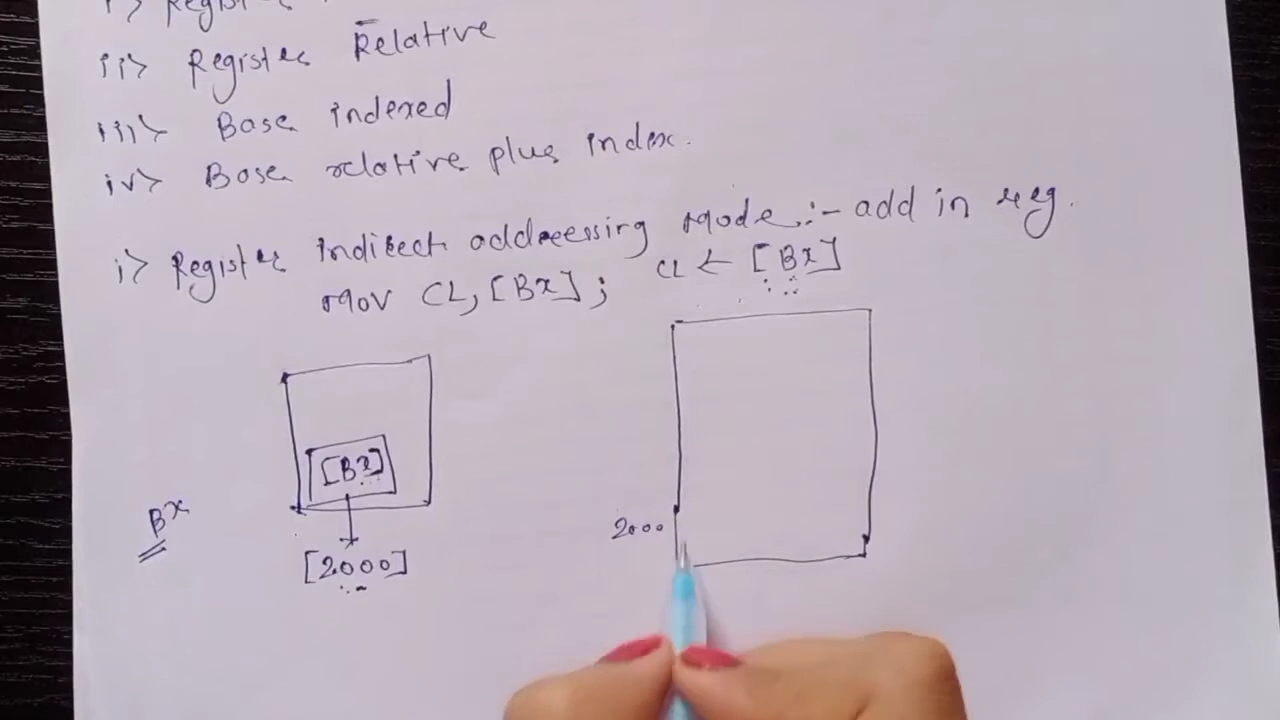 i> Regist
ii> Register Relative
iii> Base indexed
iv> Base relative plus index.
i> Register indirect addressing mode :- add in reg.
mov CL, [Bx] ; CL ← [Bx]
[Bx]
Bx
[2000]
2000